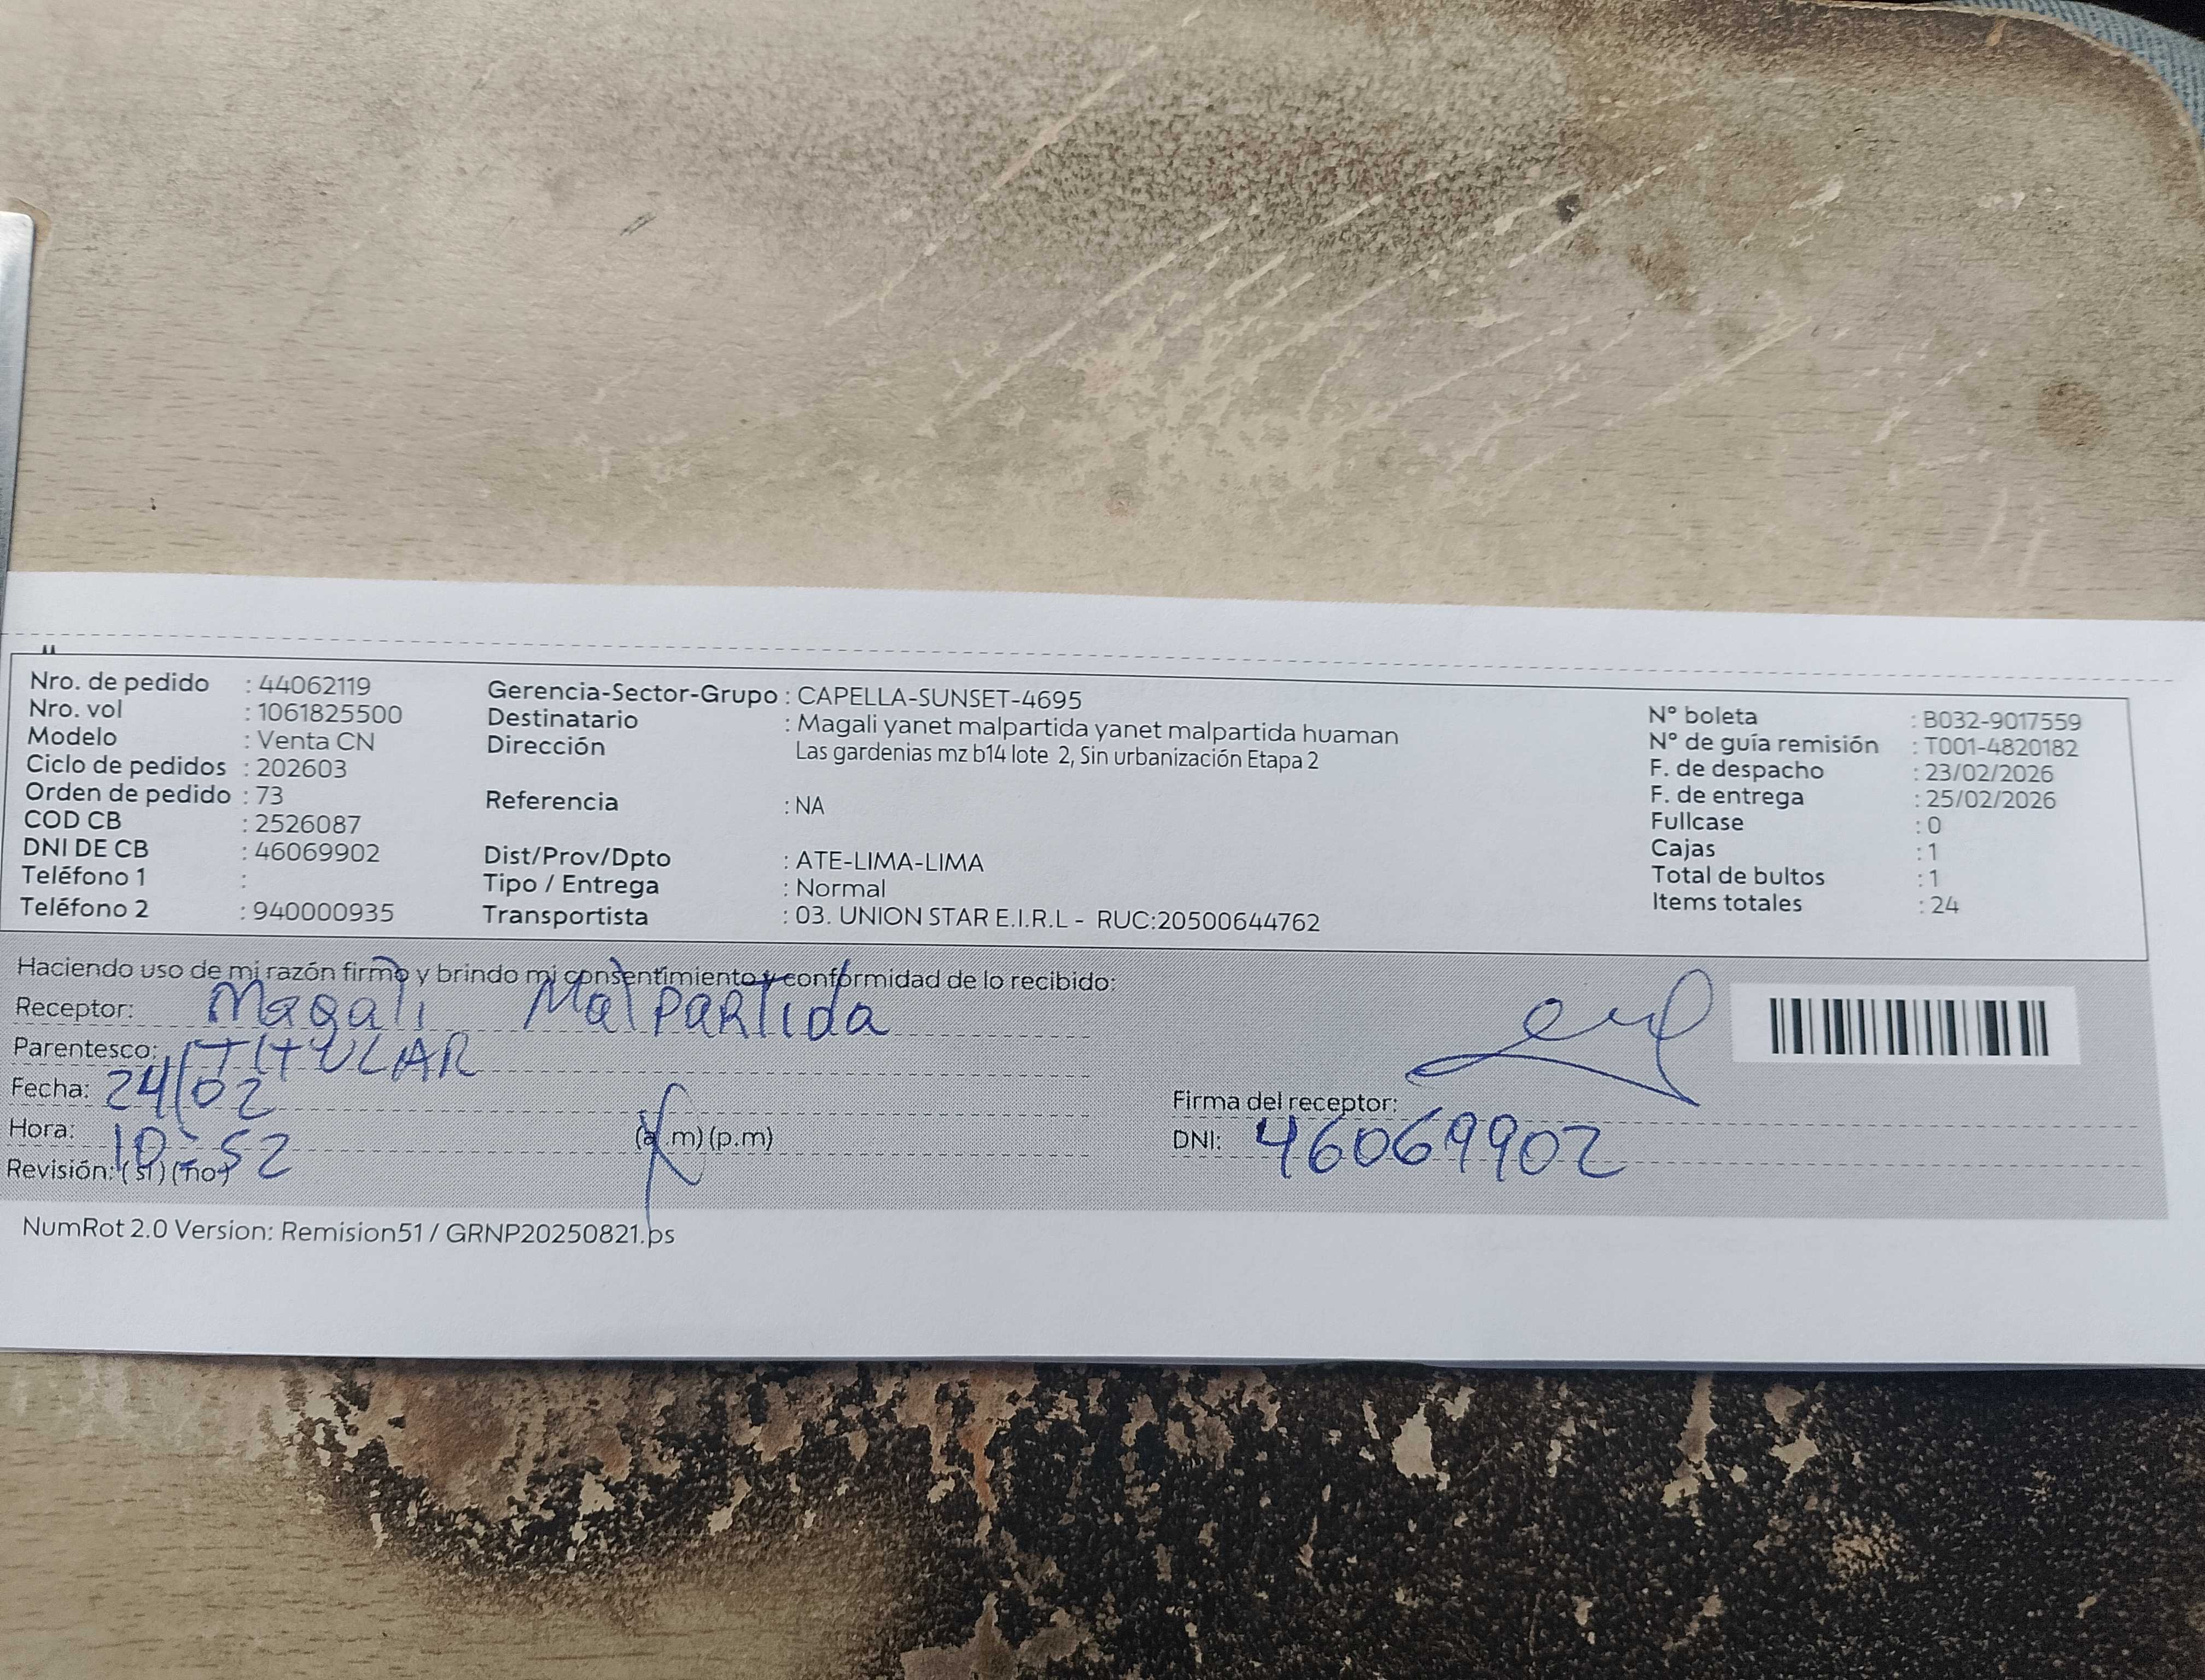 Nro. de pedido : 44062119
Nro. vol : 1061825500
Modelo : Venta CN
Ciclo de pedidos : 202603
Orden de pedido : 73
COD CB : 2526087
DNI DE CB : 46069902
Teléfono 1 :
Teléfono 2 : 940000935
Gerencia-Sector-Grupo : CAPELLA-SUNSET-4695
Destinatario : Magali yanet malpartida yanet malpartida huaman
Dirección Las gardenias mz b14 lote 2, Sin urbanización Etapa 2
Referencia : NA
Dist/Prov/Dpto : ATE-LIMA-LIMA
Tipo / Entrega : Normal
Transportista : 03. UNION STAR E.I.R.L - RUC:20500644762
N° boleta : B032-9017559
N° de guía remisión : T001-4820182
F. de despacho : 23/02/2026
F. de entrega : 25/02/2026
Fullcase : 0
Cajas : 1
Total de bultos : 1
Items totales : 24
Haciendo uso de mi razón firmo y brindo mi consentimiento y conformidad de lo recibido:
Receptor: Magali Malpartida
Parentesco: TITULAR
Fecha: 24/02
Hora: 10:52 (a.m) (p.m)
Revisión: (si) (no)
Firma del receptor:
DNI: 46069902
NumRot 2.0 Version: Remision51 / GRNP20250821.ps